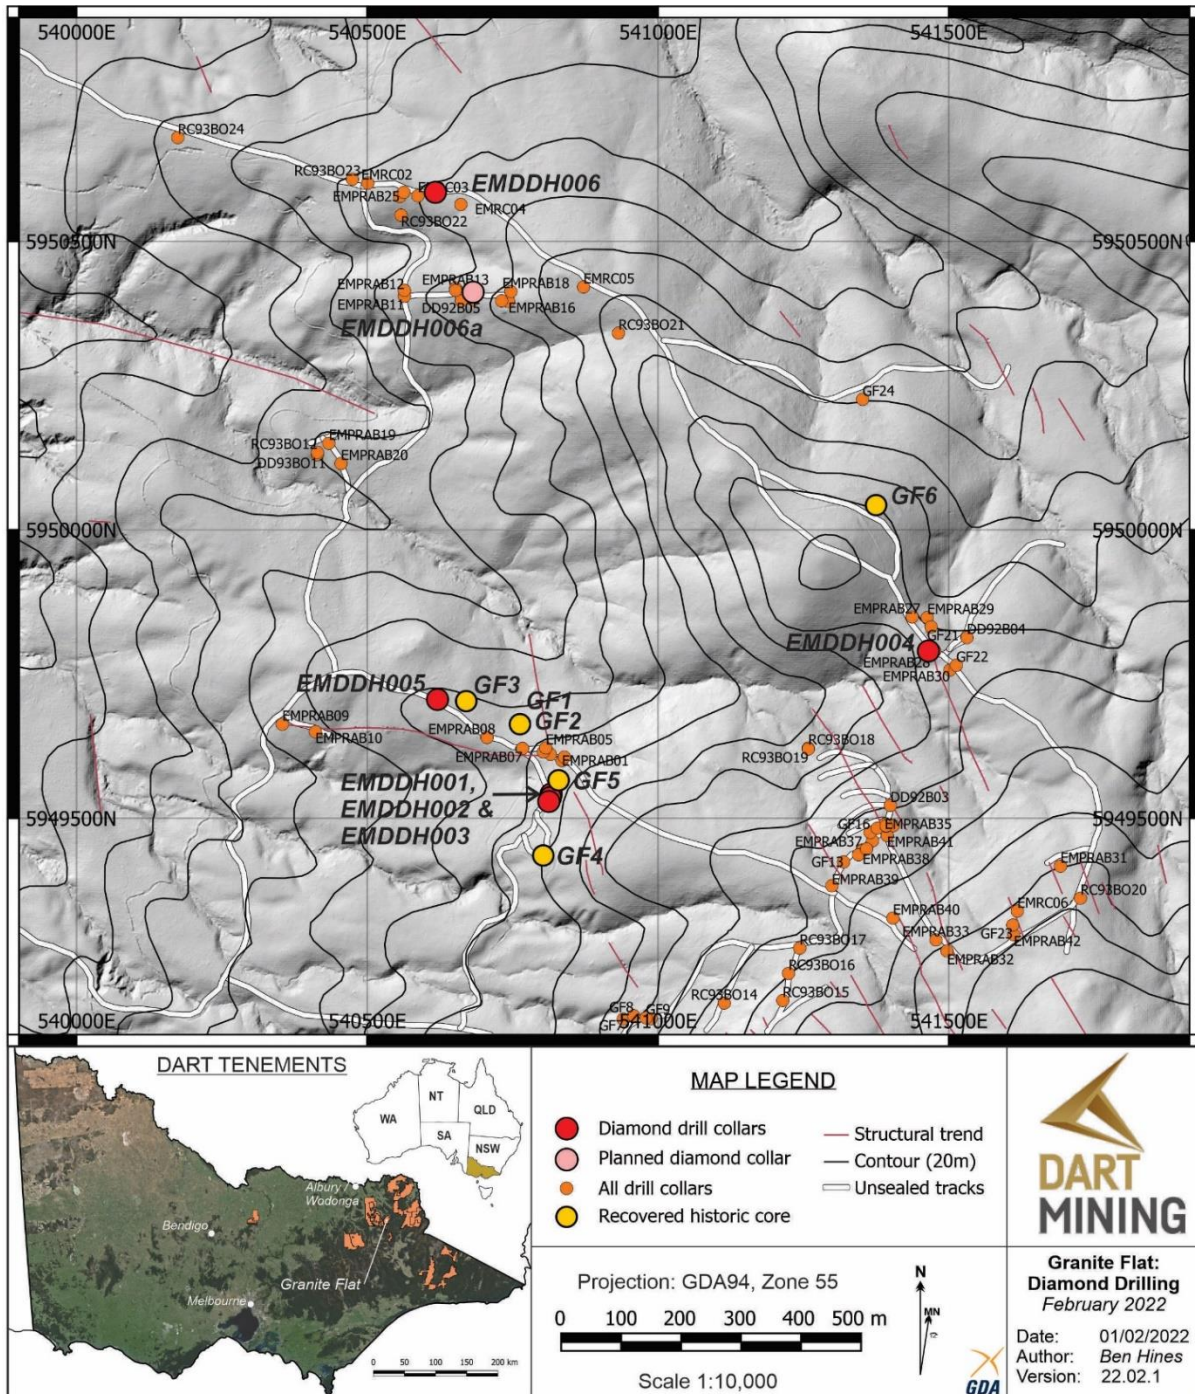 540000E 540500E 541000E 541500E
RC93BO24
RC93BO23 EMRC02
EMRC03 EMDDH006
EMPRAB25
EMRC04
RC93BO22
5950500N 5950500N
EMPRAB12 EMPRAB13 EMPRAB18 EMRC05
EMPRAB11 DD92B05 EMPRAB16
EMDDH006a RC93BO21
GF24
RC93BO12 EMPRAB19
DD93BO11 EMPRAB20
GF6
5950000N 5950000N
EMPRAB27 EMPRAB29
GF21 DD92B04
EMDDH004
EMPRAB28 GF22
EMPRAB30
EMDDH005 GF3 GF1
GF2
EMPRAB09 EMPRAB08 EMPRAB05
EMPRAB10 EMPRAB07 EMPRAB01
RC93BO18
RC93BO19
EMDDH001,
EMDDH002 &
EMDDH003
GF5
DD92B03
5949500N 5949500N
GF16 EMPRAB35
EMPRAB37 EMPRAB41
GF4 GF13 EMPRAB38
EMPRAB31
EMPRAB39
RC93BO20
EMRC06
EMPRAB40
EMPRAB33 GF23 EMPRAB42
RC93BO17
EMPRAB32
RC93BO16
RC93BO14 RC93BO15
GF8 GF9
GF7
540000E 540500E 541000E 541500E
DART TENEMENTS
WA NT QLD
SA NSW
Albury /
Wodonga
Bendigo
Granite Flat
Melbourne
0 50 100 150 200 km
MAP LEGEND
Diamond drill collars
Planned diamond collar
All drill collars
Recovered historic core
Structural trend
Contour (20m)
Unsealed tracks
Projection: GDA94, Zone 55
0 100 200 300 400 500 m
Scale 1:10,000
N
MN
GDA
DART
MINING
Granite Flat:
Diamond Drilling
February 2022
Date: 01/02/2022
Author: Ben Hines
Version: 22.02.1